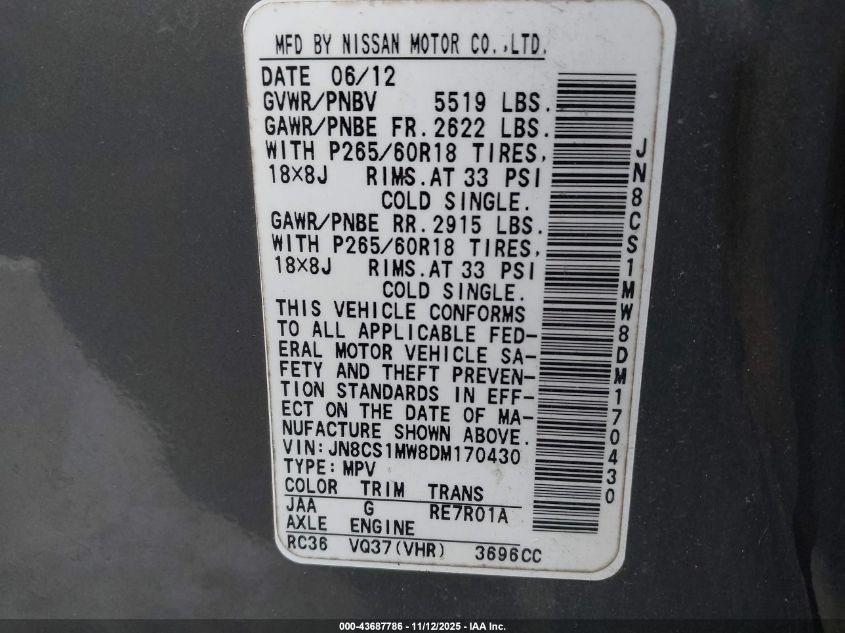 MFD BY NISSAN MOTOR CO.,LTD.
DATE 06/12
GVWR/PNBV 5519 LBS.
GAWR/PNBE FR. 2622 LBS.
WITH P265/60R18 TIRES,
18×8J RIMS.AT 33 PSI
COLD SINGLE.
GAWR/PNBE RR. 2915 LBS.
WITH P265/60R18 TIRES,
18×8J RIMS.AT 33 PSI
COLD SINGLE.
THIS VEHICLE CONFORMS
TO ALL APPLICABLE FED-
ERAL MOTOR VEHICLE SA-
FETY AND THEFT PREVEN-
TION STANDARDS IN EFF-
ECT ON THE DATE OF MA-
NUFACTURE SHOWN ABOVE.
VIN:JN8CS1MW8DM170430
TYPE:MPV
COLOR TRIM TRANS
JAA G RE7R01A
AXLE ENGINE
RC36 VQ37(VHR) 3696CC
JN8CS1MW8DM170430
000-43687786 - 11/12/2025 - IAA Inc.